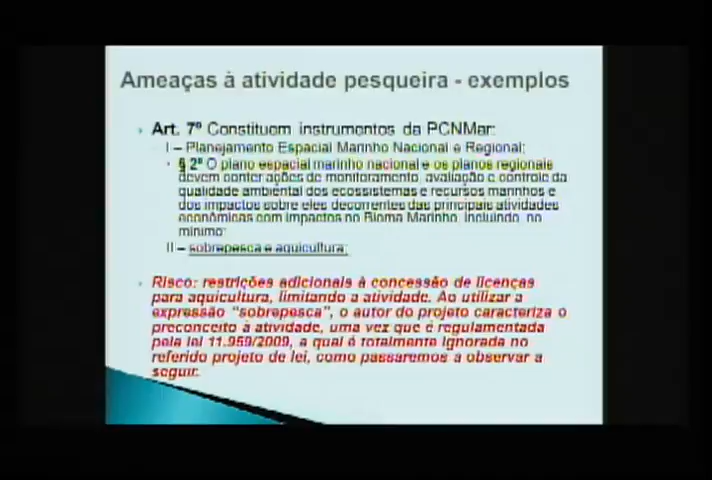 Ameaças à atividade pesqueira - exemplos
Art. 7º Constituem instrumentos da PCNMar:
I – Planejamento Espacial Marinho Nacional e Regional;
§ 2º O plano espacial marinho nacional e os planos regionais
devem conter ações de monitoramento, avaliação e controle da
qualidade ambiental dos ecossistemas e recursos marinhos e
dos impactos sobre eles decorrentes das principais atividades
econômicas com impactos no Bioma Marinho, incluindo, no
mínimo:
II – sobrepesca e aquicultura;
Risco: restrições adicionais à concessão de licenças
para aquicultura, limitando a atividade. Ao utilizar a
expressão “sobrepesca”, o autor do projeto caracteriza o
preconceito à atividade, uma vez que é regulamentada
pela lei 11.959/2009, a qual é totalmente ignorada no
referido projeto de lei, como passaremos a observar a
seguir.